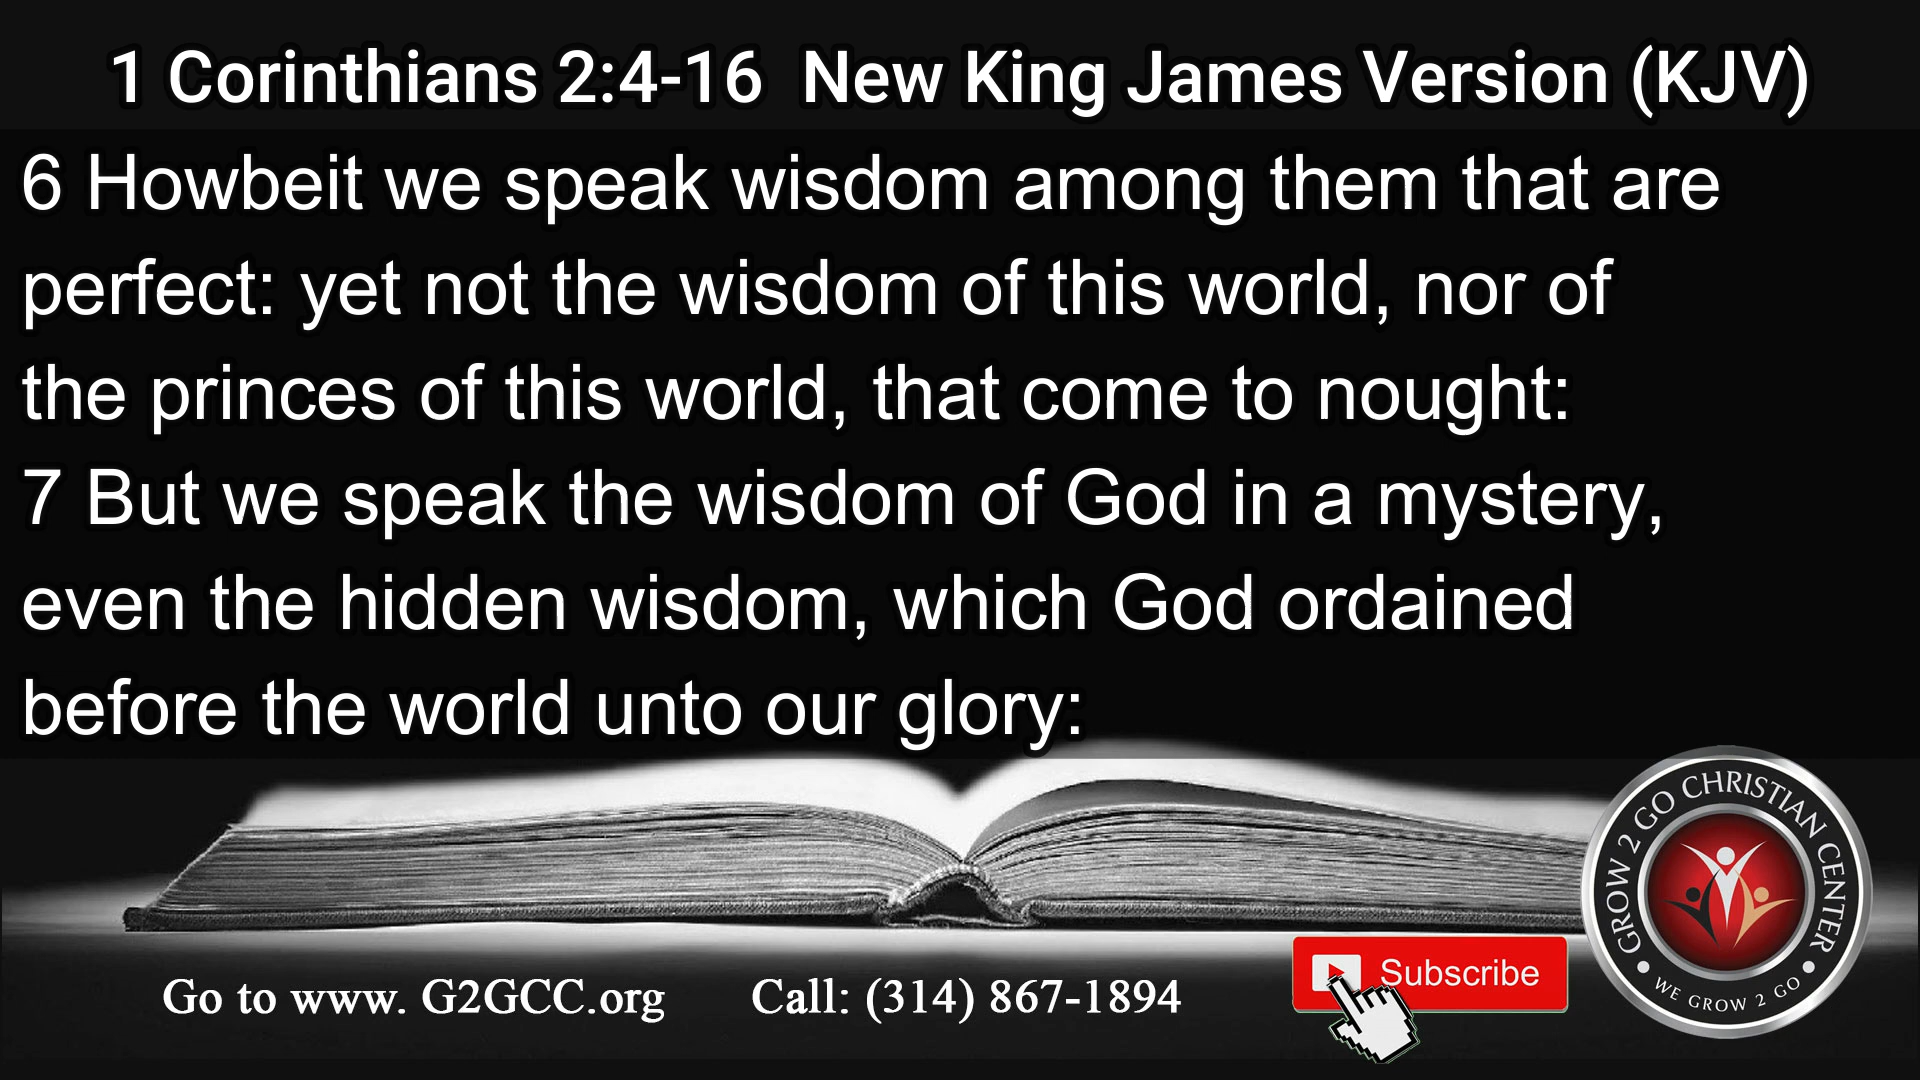 1 Corinthians 2:4-16 New King James Version (KJV)
6 Howbeit we speak wisdom among them that are
perfect: yet not the wisdom of this world, nor of
the princes of this world, that come to nought:
7 But we speak the wisdom of God in a mystery,
even the hidden wisdom, which God ordained
before the world unto our glory:
GROW 2 GO CHRISTIAN CENTER
WE GROW 2 GO
Subscribe
Go to www. G2GCC.org Call: (314) 867-1894